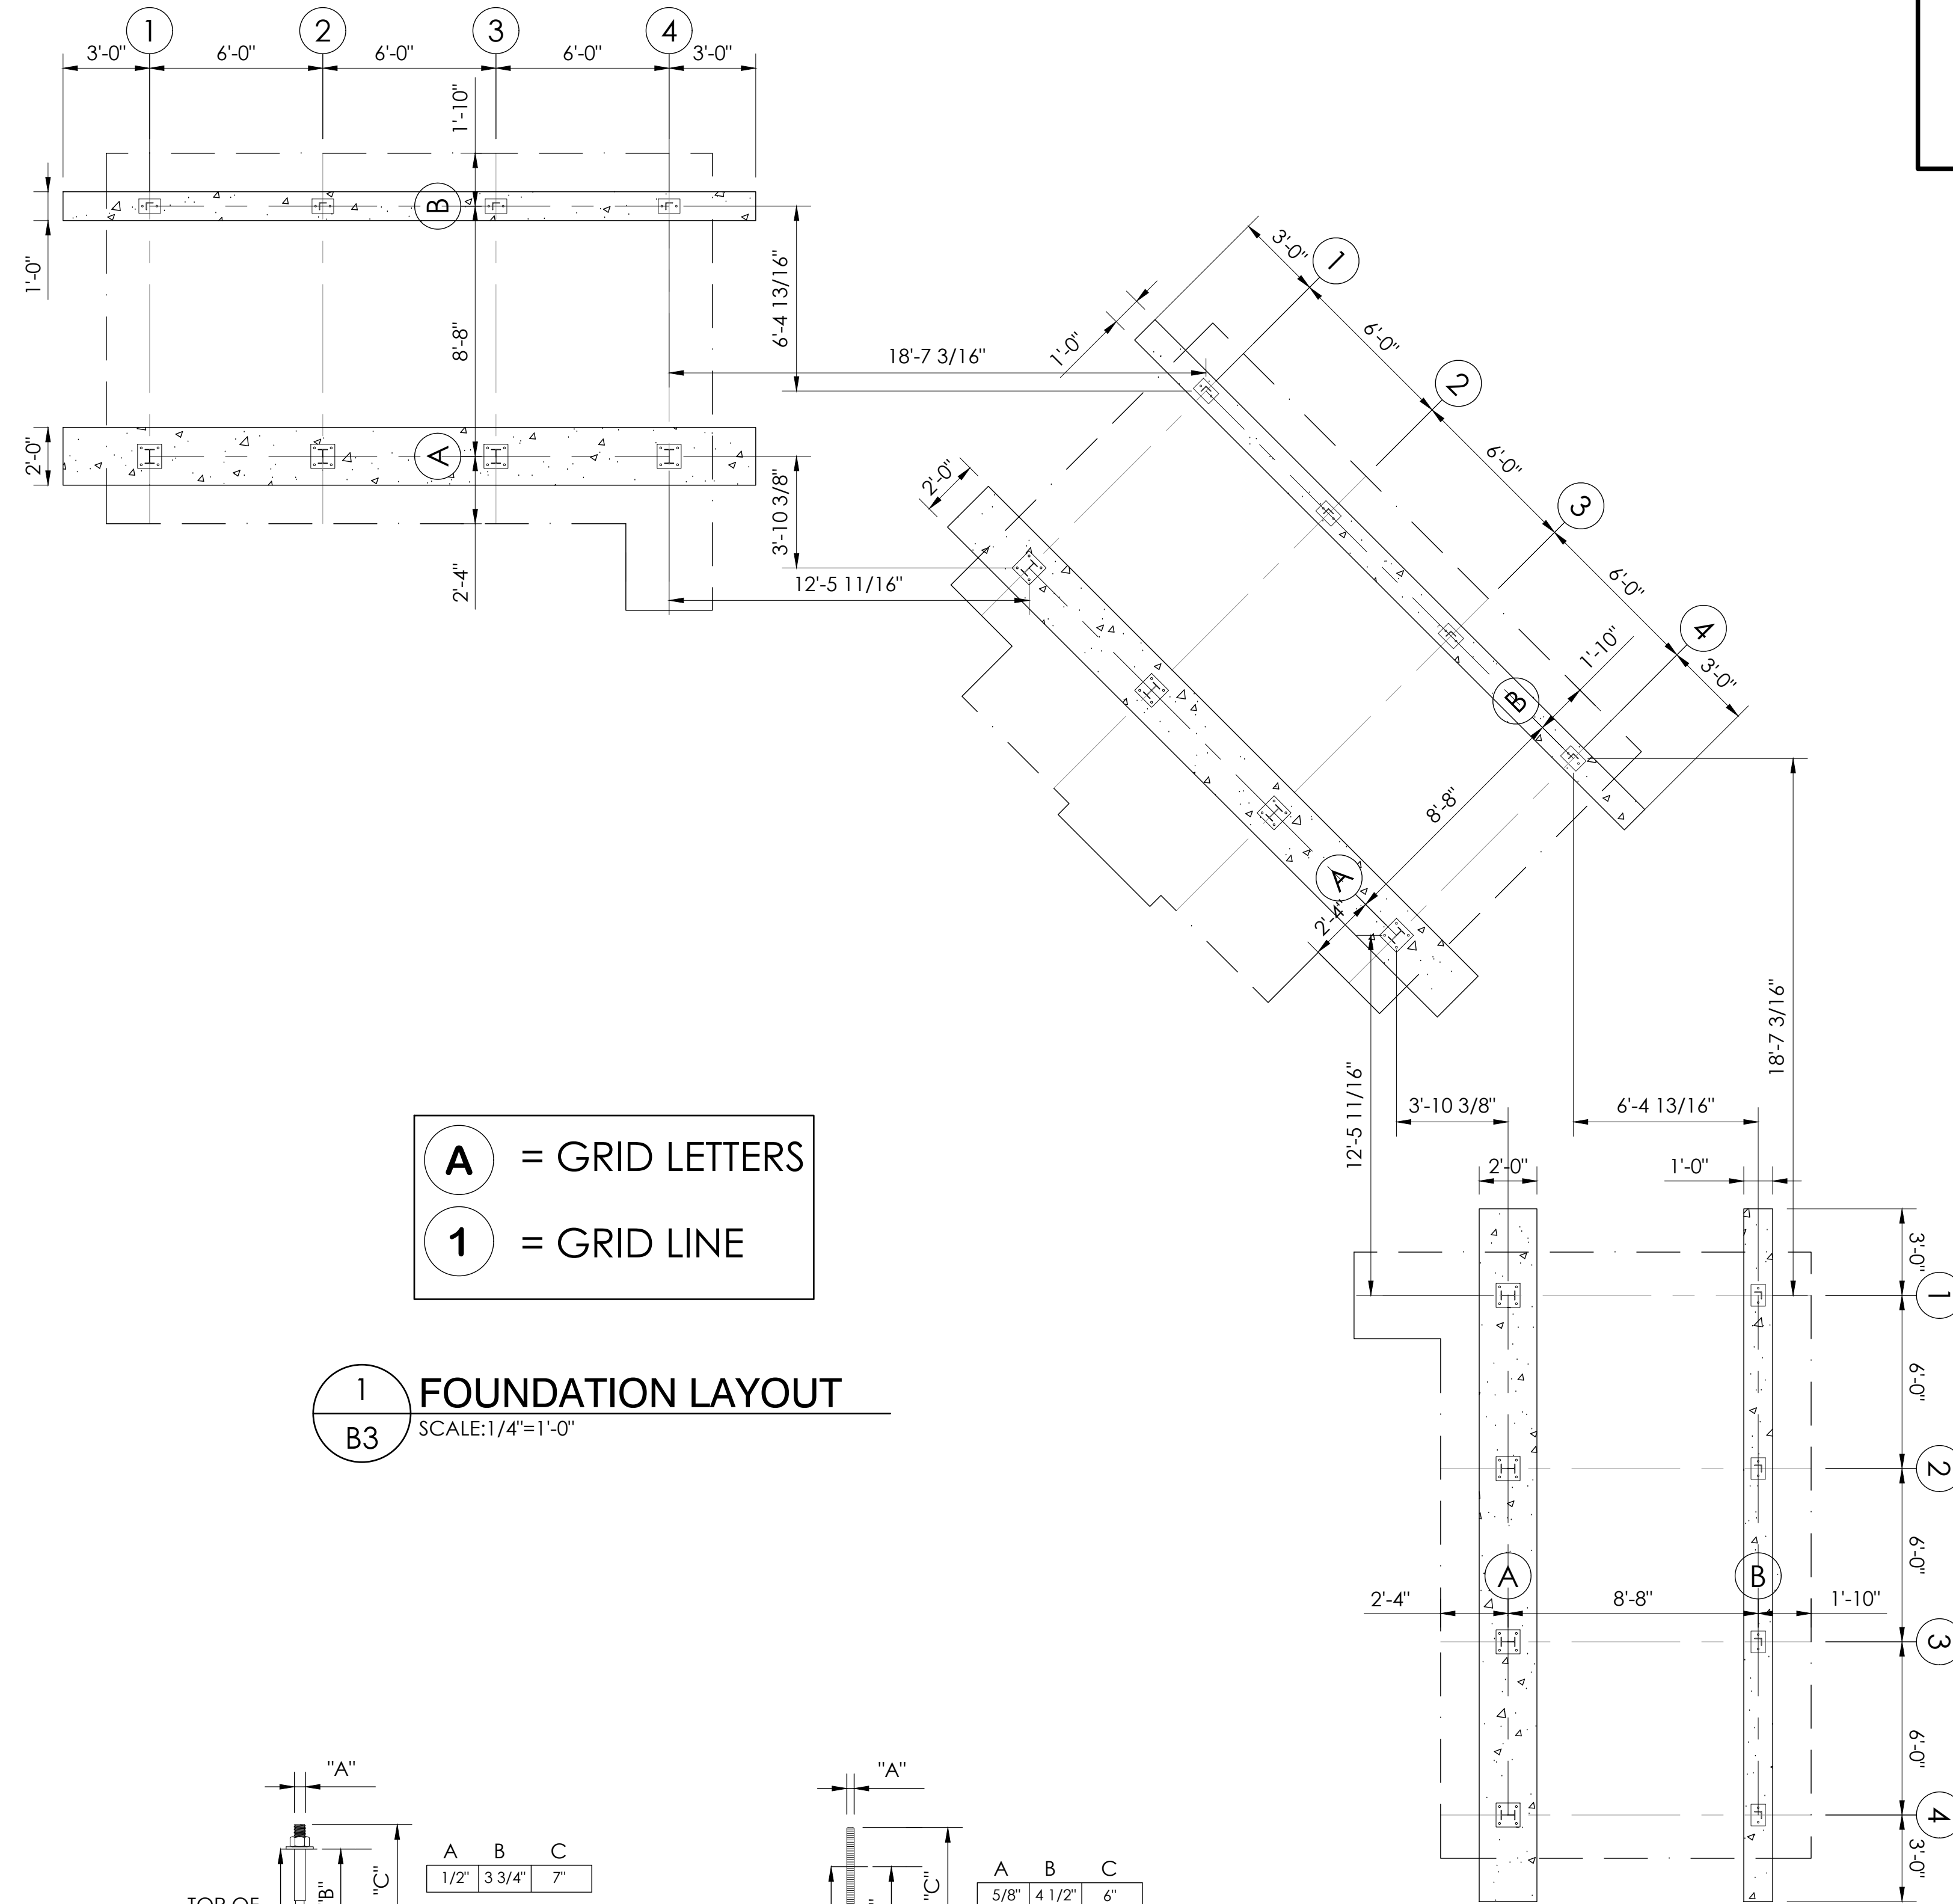 1 2 3 4
3'-0" 6'-0" 6'-0" 6'-0" 3'-0"
1'-10"
B
1'-0"
8'-8"
6'-4 13/16"
18'-7 3/16"
2'-0"
A
3'-10 3/8"
2'-4"
12'-5 11/16"
3'-0"
1
1'-0"
6'-0"
2
6'-0"
3
2'-0"
6'-0"
4
1'-10"
3'-0"
B
8'-8"
A
2'-4"
18'-7 3/16"
12'-5 11/16"
3'-10 3/8"
6'-4 13/16"
2'-0"
1'-0"
3'-0"
1
6'-0"
2
6'-0"
A
B
2'-4"
8'-8"
1'-10"
3
6'-0"
4
3'-0"
A = GRID LETTERS
1 = GRID LINE
1
B3
FOUNDATION LAYOUT
SCALE:1/4"=1'-0"
"A"
"B"
"C"
A B C
1/2" 3 3/4" 7"
TOP OF
"A"
"C"
A B C
5/8" 4 1/2" 6"